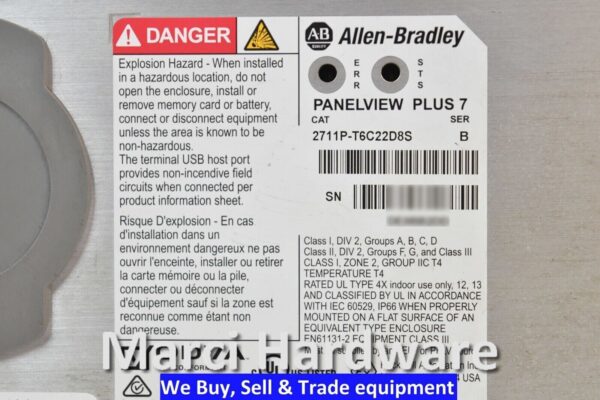 DANGER
Explosion Hazard - When installed
in a hazardous location, do not
open the enclosure, install or
remove memory card or battery,
connect or disconnect equipment
unless the area is known to be
non-hazardous.
The terminal USB host port
provides non-incendive field
circuits when connected per
product information sheet.
Risque D'explosion - En cas
d'installation dans un
environnement dangereux ne pas
ouvrir l'enceinte, installer ou retirer
la carte mémoire ou la pile,
connecter ou déconnecter
d'équipement sauf si la zone est
reconnue comme étant non
dangereuse.
AB
QUALITY
Allen-Bradley
ERR
STS
PANELVIEW PLUS 7
CAT SER
2711P-T6C22D8S B
SN
Class I, DIV 2, Groups A, B, C, D
Class II, DIV 2, Groups F, G, and Class III
CLASS I, ZONE 2, GROUP IIC T4
TEMPERATURE T4
RATED UL TYPE 4X indoor use only, 12, 13
AND CLASSIFIED BY UL IN ACCORDANCE
WITH IEC 60529, IP66 WHEN PROPERLY
MOUNTED ON A FLAT SURFACE OF AN
EQUIVALENT TYPE ENCLOSURE
EN61131-2 EQUIPMENT CLASS III
Marci Hardware
We Buy, Sell & Trade equipment
USA